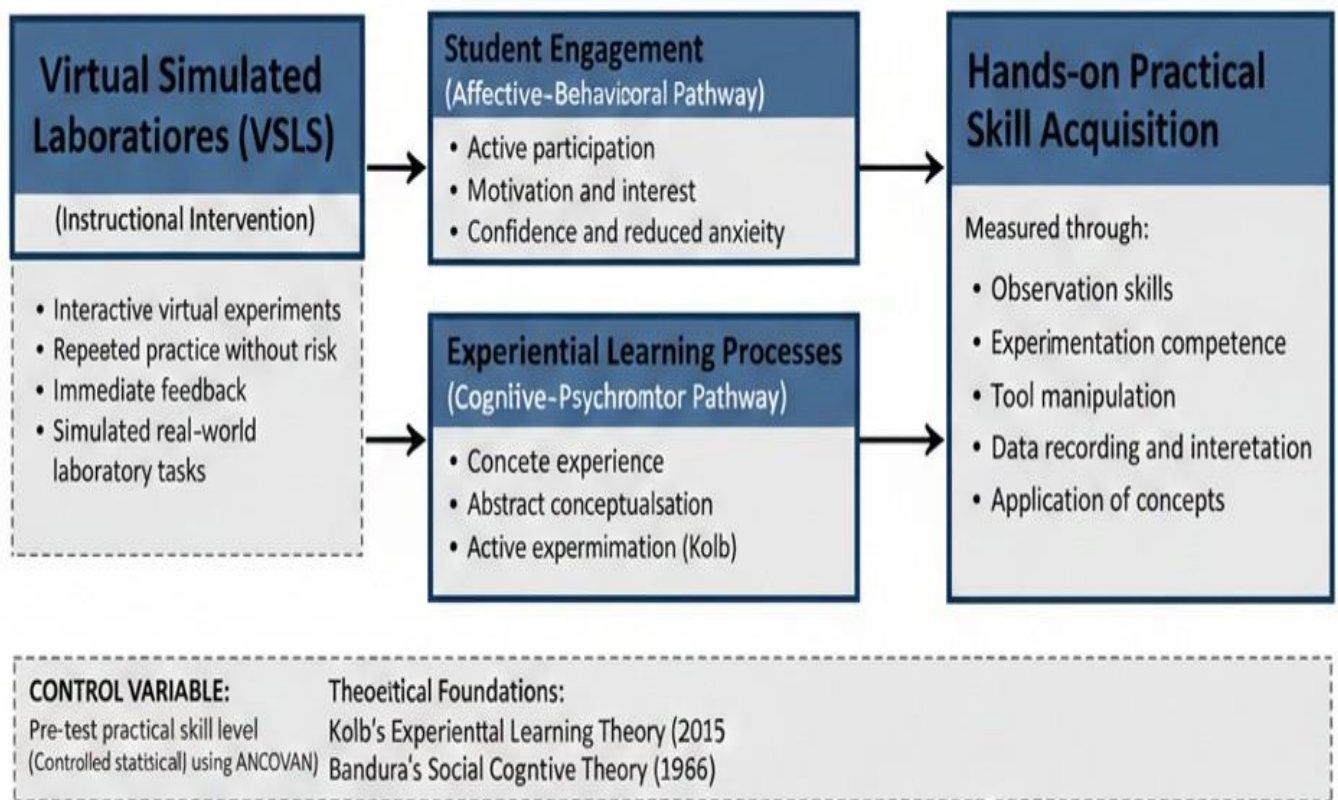 Virtual Simulated
Laboratiores (VSLS)
(Instructional Intervention)
• Interactive virtual experiments
• Repeeted practice without risk
• Immediate feedback
• Simulated real-world
laboratory tasks
Student Engagement
(Affective-Behavicoral Pathway)
• Active participation
• Motivation and interest
• Confidence and reduced anxieity
Experiential Learning Processes
(Cogniive-Psychromtor Pathway)
• Concete experience
• Abstract conceptualsation
• Active expermimation (Kolb)
Hands-on Practical
Skill Acquisition
Measured through:
• Observation skills
• Experimentation competence
• Tool manipulation
• Data recording and interetation
• Application of concepts
CONTROL VARIABLE:
Pre-test practical skill level
(Controlled statisticall using ANCOVAN)
Theoeitical Foundations:
Kolb's Experienttal Learning Theory (2015
Bandura's Social Cogntive Theory (1966)